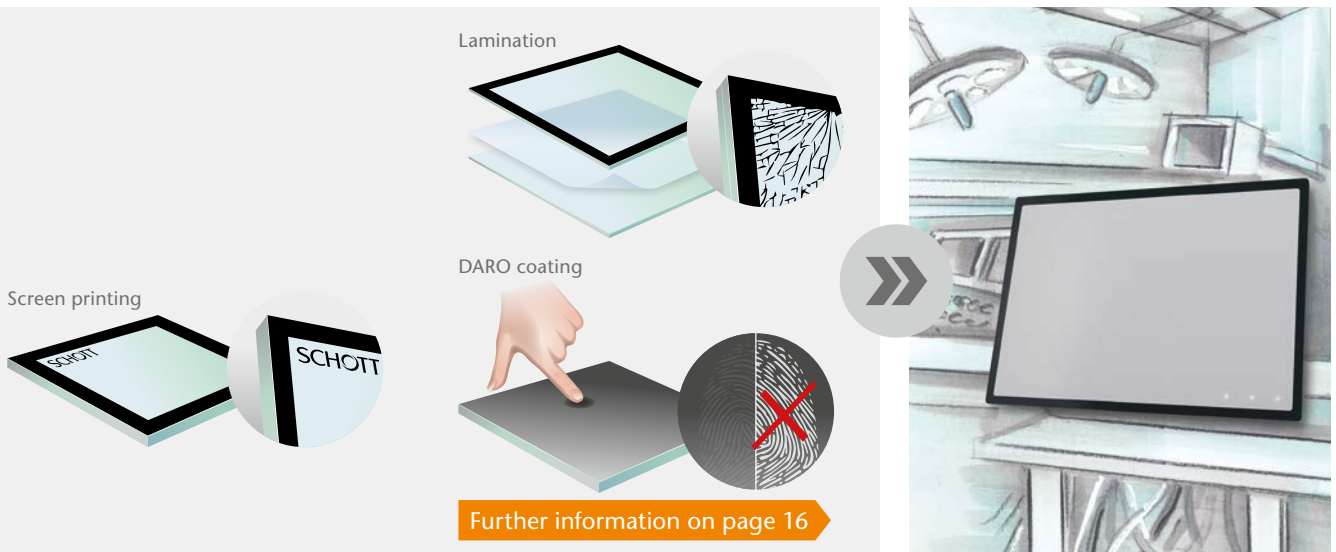 Lamination
DARO coating
Screen printing
SCHOTT
SCHOTT
Further information on page 16